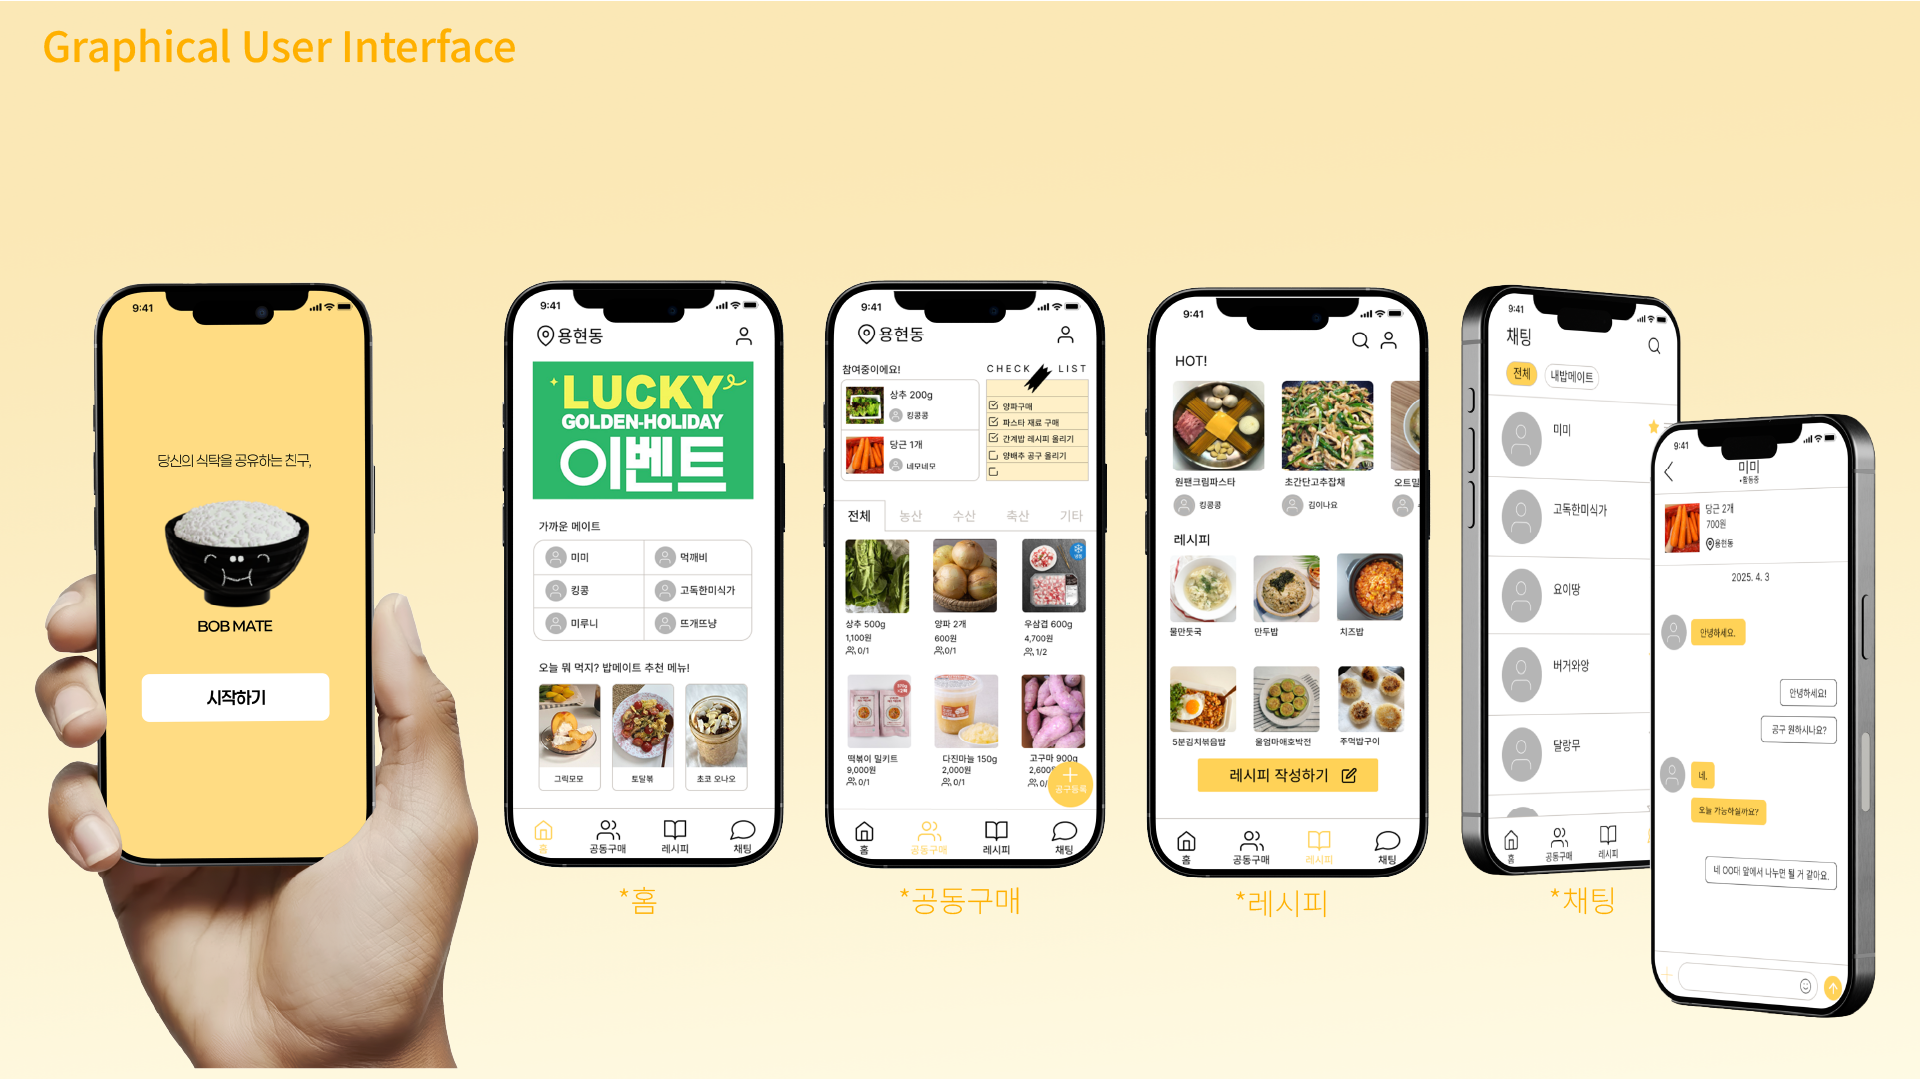 Graphical User Interface
9:41
당신의 식탁을 공유하는 친구,
BOB MATE
시작하기
9:41
용현동
LUCKY
GOLDEN-HOLIDAY
이벤트
가까운 메이트
미미
먹깨비
킹콩
고독한미식가
미루니
뜨개뜨냥
오늘 뭐 먹지? 밥메이트 추천 메뉴!
그릭모모
토달볶
초코 오나오
홈
공동구매
레시피
채팅
*홈
9:41
용현동
참여중이에요!
상추 200g
킹콩콩
당근 1개
네모네모
CHECK LIST
양파구매
파스타 재료 구매
간계밥 레시피 올리기
양배추 공구 올리기
전체
농산
수산
축산
기타
상추 500g
1,100원
0/1
양파 2개
600원
0/1
우삼겹 600g
4,700원
1/2
떡볶이 밀키트
9,000원
0/1
다진마늘 150g
2,000원
0/1
고구마 900g
2,600
0/
공구등록
홈
공동구매
레시피
채팅
*공동구매
9:41
HOT!
원팬크림파스타
킹콩콩
초간단고추잡채
김이나요
오트밀
레시피
물만둣국
만두밥
치즈밥
5분김치볶음밥
울엄마애호박전
주먹밥구이
레시피 작성하기
홈
공동구매
레시피
채팅
*레시피
9:41
채팅
전체
내밥메이트
미미
고독한미식가
요이땅
버거와앙
달랑무
홈
공동구매
레시피
*채팅
9:41
미미
•활동중
당근 2개
700원
용현동
2025. 4. 3
안녕하세요.
안녕하세요!
공구 원하시나요?
네.
오늘 가능하실까요?
네 OO대 앞에서 나누면 될 거 같아요.